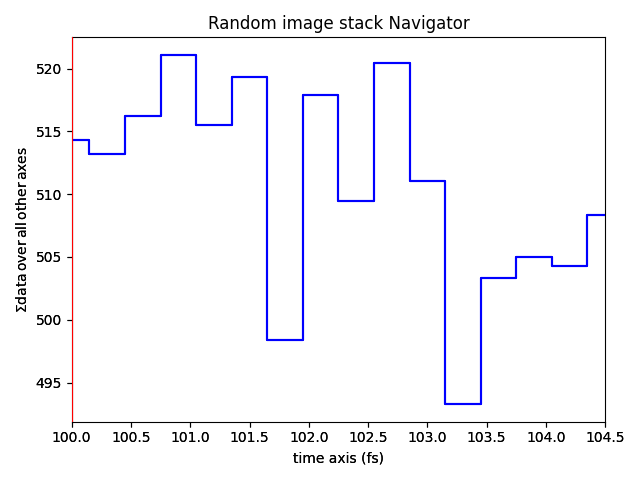 Random image stack Navigator
520
515
510
505
500
495
Σdata over all other axes
100.0 100.5 101.0 101.5 102.0 102.5 103.0 103.5 104.0 104.5
time axis (fs)